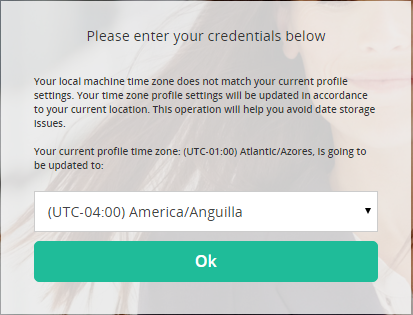 Please enter your credentials below
Your local machine time zone does not match your current profile
settings. Your time zone profile settings will be updated in accordance
to your current location. This operation will help you avoid date storage
issues.
Your current profile time zone: (UTC-01:00) Atlantic/Azores, is going to
be updated to:
(UTC-04:00) America/Anguilla
Ok